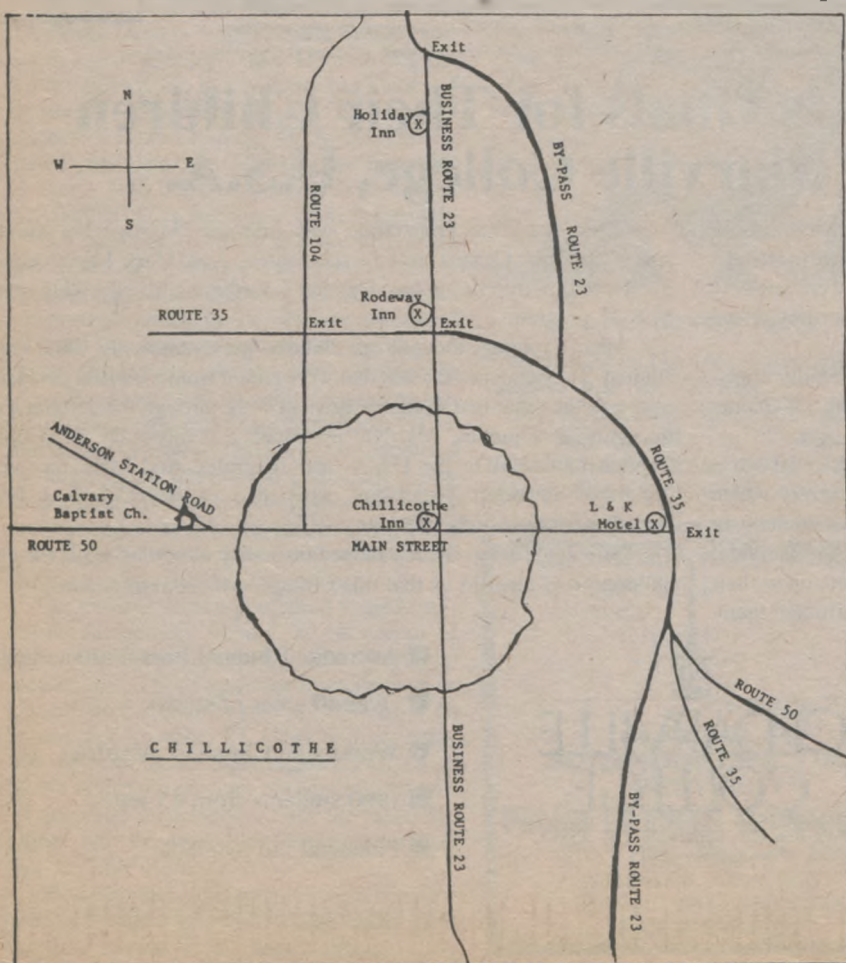 Exit
N
W
E
S
Holiday
Inn
BUSINESS ROUTE 23
BY-PASS
ROUTE 23
ROUTE 104
Rodeway
Inn
ROUTE 35
Exit
Exit
ANDERSON STATION ROAD
Calvary
Baptist Ch.
Chillicothe
Inn
L & K
Motel
ROUTE 35
Exit
ROUTE 50
MAIN STREET
CHILLICOTHE
BUSINESS ROUTE 23
BY-PASS ROUTE 23
ROUTE 35
ROUTE 50
X
X
X
X